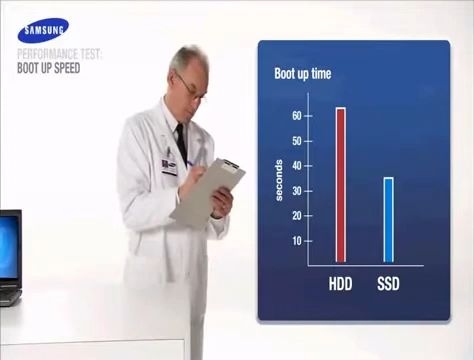 SAMSUNG
PERFORMANCE TEST:
BOOT UP SPEED
Boot up time
seconds
60
50
40
30
20
10
HDD
SSD